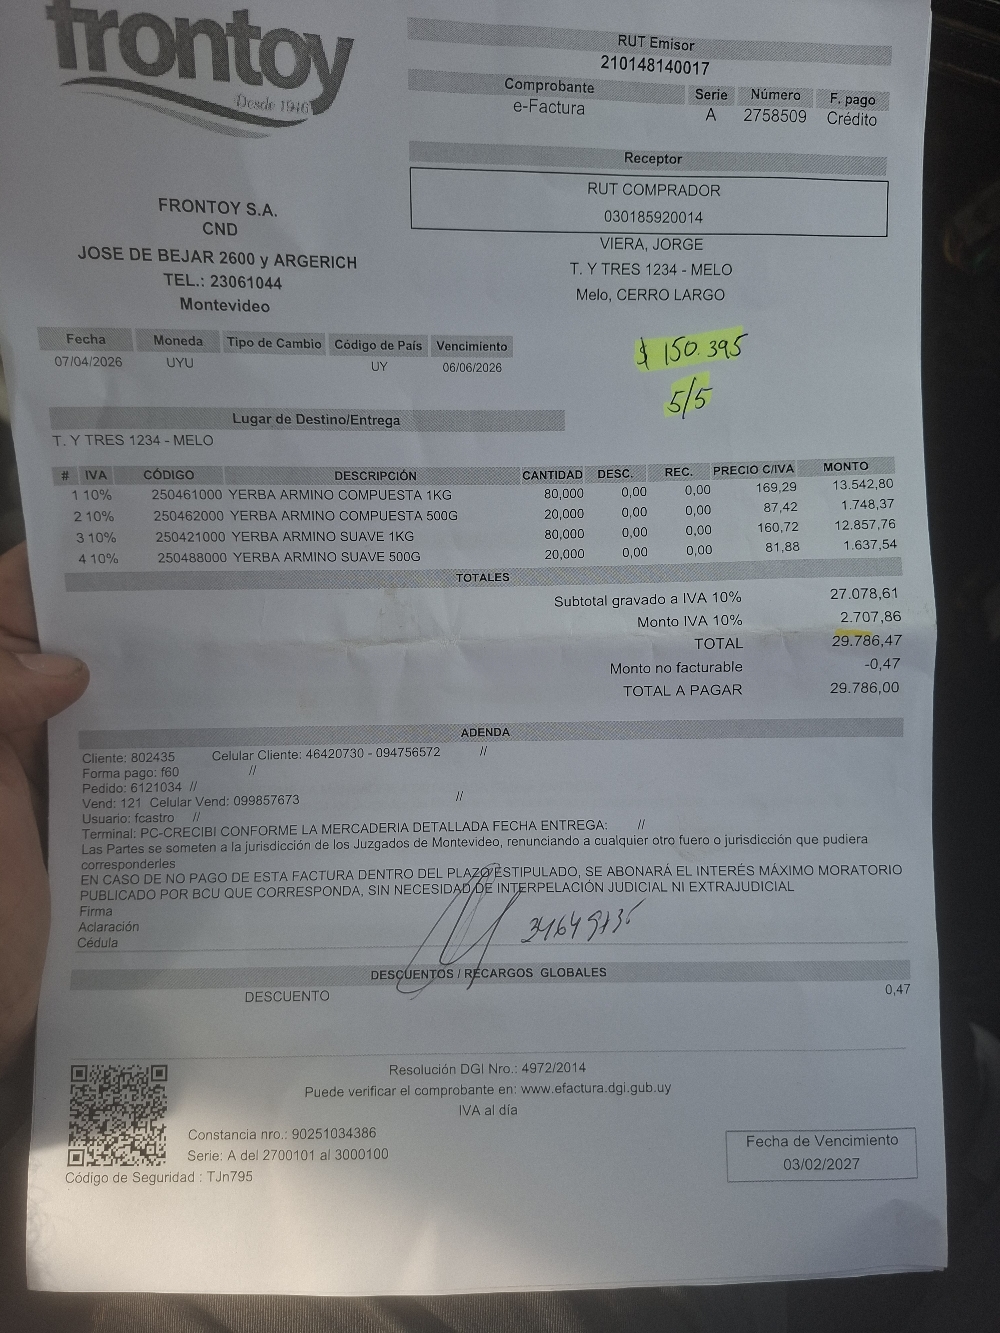 frontoy
Desde 1946
RUT Emisor
210148140017
Comprobante Serie Número F. pago
e-Factura A 2758509 Crédito
Receptor
RUT COMPRADOR
030185920014
VIERA, JORGE
T. Y TRES 1234 - MELO
Melo, CERRO LARGO
FRONTOY S.A.
CND
JOSE DE BEJAR 2600 y ARGERICH
TEL.: 23061044
Montevideo
Fecha Moneda Tipo de Cambio Código de País Vencimiento
07/04/2026 UYU UY 06/06/2026
$ 150.395
5/5
Lugar de Destino/Entrega
T. Y TRES 1234 - MELO
# IVA CÓDIGO DESCRIPCIÓN CANTIDAD DESC. REC. PRECIO C/IVA MONTO
1 10% 250461000 YERBA ARMINO COMPUESTA 1KG 80,000 0,00 0,00 169,29 13.542,80
2 10% 250462000 YERBA ARMINO COMPUESTA 500G 20,000 0,00 0,00 87,42 1.748,37
3 10% 250421000 YERBA ARMINO SUAVE 1KG 80,000 0,00 0,00 160,72 12.857,76
4 10% 250488000 YERBA ARMINO SUAVE 500G 20,000 0,00 0,00 81,88 1.637,54
TOTALES
Subtotal gravado a IVA 10% 27.078,61
Monto IVA 10% 2.707,86
TOTAL 29.786,47
Monto no facturable -0,47
TOTAL A PAGAR 29.786,00
ADENDA
Cliente: 802435 Celular Cliente: 46420730 - 094756572 //
Forma pago: f60 //
Pedido: 6121034 //
Vend: 121 Celular Vend: 099857673 //
Usuario: fcastro //
Terminal: PC-CRECIBI CONFORME LA MERCADERIA DETALLADA FECHA ENTREGA: //
Las Partes se someten a la jurisdicción de los Juzgados de Montevideo, renunciando a cualquier otro fuero o jurisdicción que pudiera
corresponderles
EN CASO DE NO PAGO DE ESTA FACTURA DENTRO DEL PLAZO ESTIPULADO, SE ABONARÁ EL INTERÉS MÁXIMO MORATORIO
PUBLICADO POR BCU QUE CORRESPONDA, SIN NECESIDAD DE INTERPELACIÓN JUDICIAL NI EXTRAJUDICIAL
Firma
Aclaración
Cédula
DESCUENTOS / RECARGOS GLOBALES
DESCUENTO 0,47
Resolución DGI Nro.: 4972/2014
Puede verificar el comprobante en: www.efactura.dgi.gub.uy
IVA al día
Constancia nro.: 90251034386
Serie: A del 2700101 al 3000100
Código de Seguridad : TJn795
Fecha de Vencimiento
03/02/2027